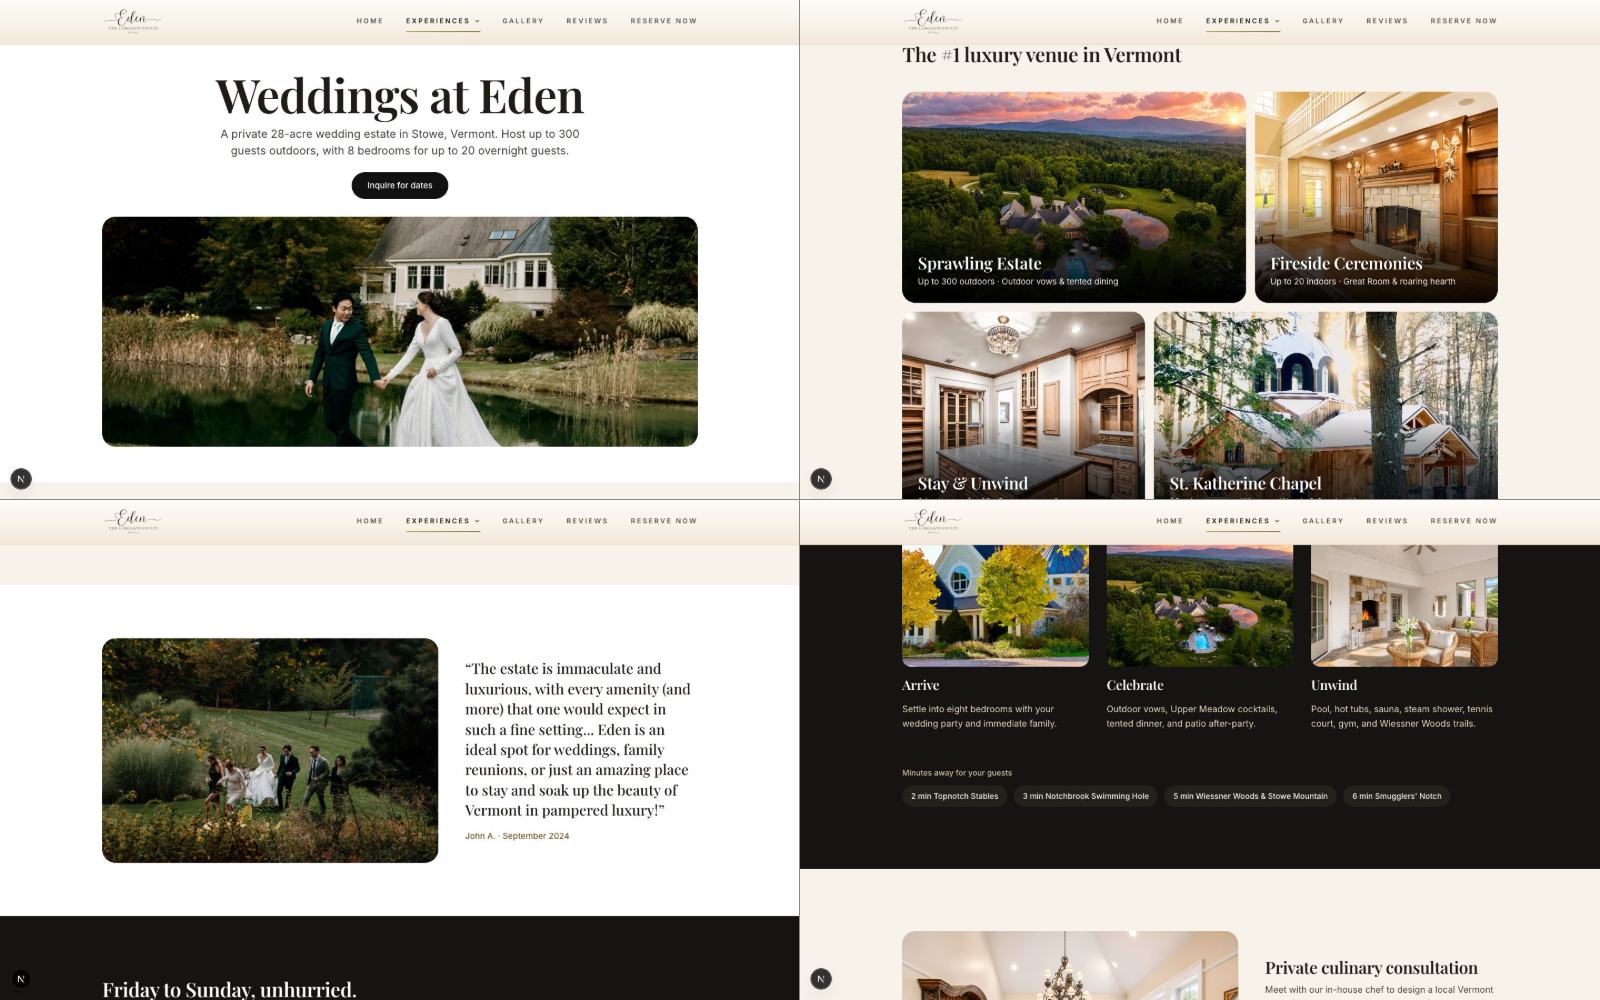 Eden
HOME EXPERIENCES GALLERY REVIEWS RESERVE NOW
Weddings at Eden
A private 28-acre wedding estate in Stowe, Vermont. Host up to 300
guests outdoors, with 8 bedrooms for up to 20 overnight guests.
Inquire for dates
N
Eden
HOME EXPERIENCES GALLERY REVIEWS RESERVE NOW
The #1 luxury venue in Vermont
Sprawling Estate
Up to 300 outdoors · Outdoor vows & tented dining
Fireside Ceremonies
Up to 20 indoors · Great Room & roaring hearth
Stay & Unwind
St. Katherine Chapel
N
Eden
HOME EXPERIENCES GALLERY REVIEWS RESERVE NOW
“The estate is immaculate and
luxurious, with every amenity (and
more) that one would expect in
such a fine setting... Eden is an
ideal spot for weddings, family
reunions, or just an amazing place
to stay and soak up the beauty of
Vermont in pampered luxury!”
John A. · September 2024
Friday to Sunday, unhurried.
N
Eden
HOME EXPERIENCES GALLERY REVIEWS RESERVE NOW
Arrive
Settle into eight bedrooms with your
wedding party and immediate family.
Celebrate
Outdoor vows, Upper Meadow cocktails,
tented dinner, and patio after-party.
Unwind
Pool, hot tubs, sauna, steam shower, tennis
court, gym, and Wiessner Woods trails.
Minutes away for your guests
2 min Topnotch Stables
3 min Notchbrook Swimming Hole
5 min Wiessner Woods & Stowe Mountain
6 min Smugglers' Notch
Private culinary consultation
Meet with our in-house chef to design a local Vermont
N